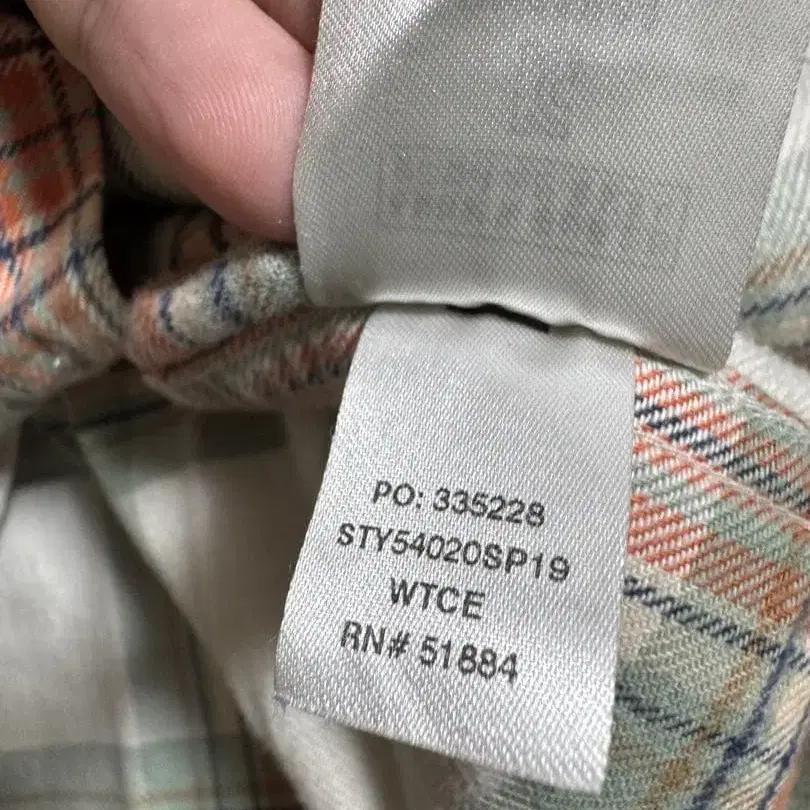 PO: 335228
STY54020SP19
WTCE
RN# 51884